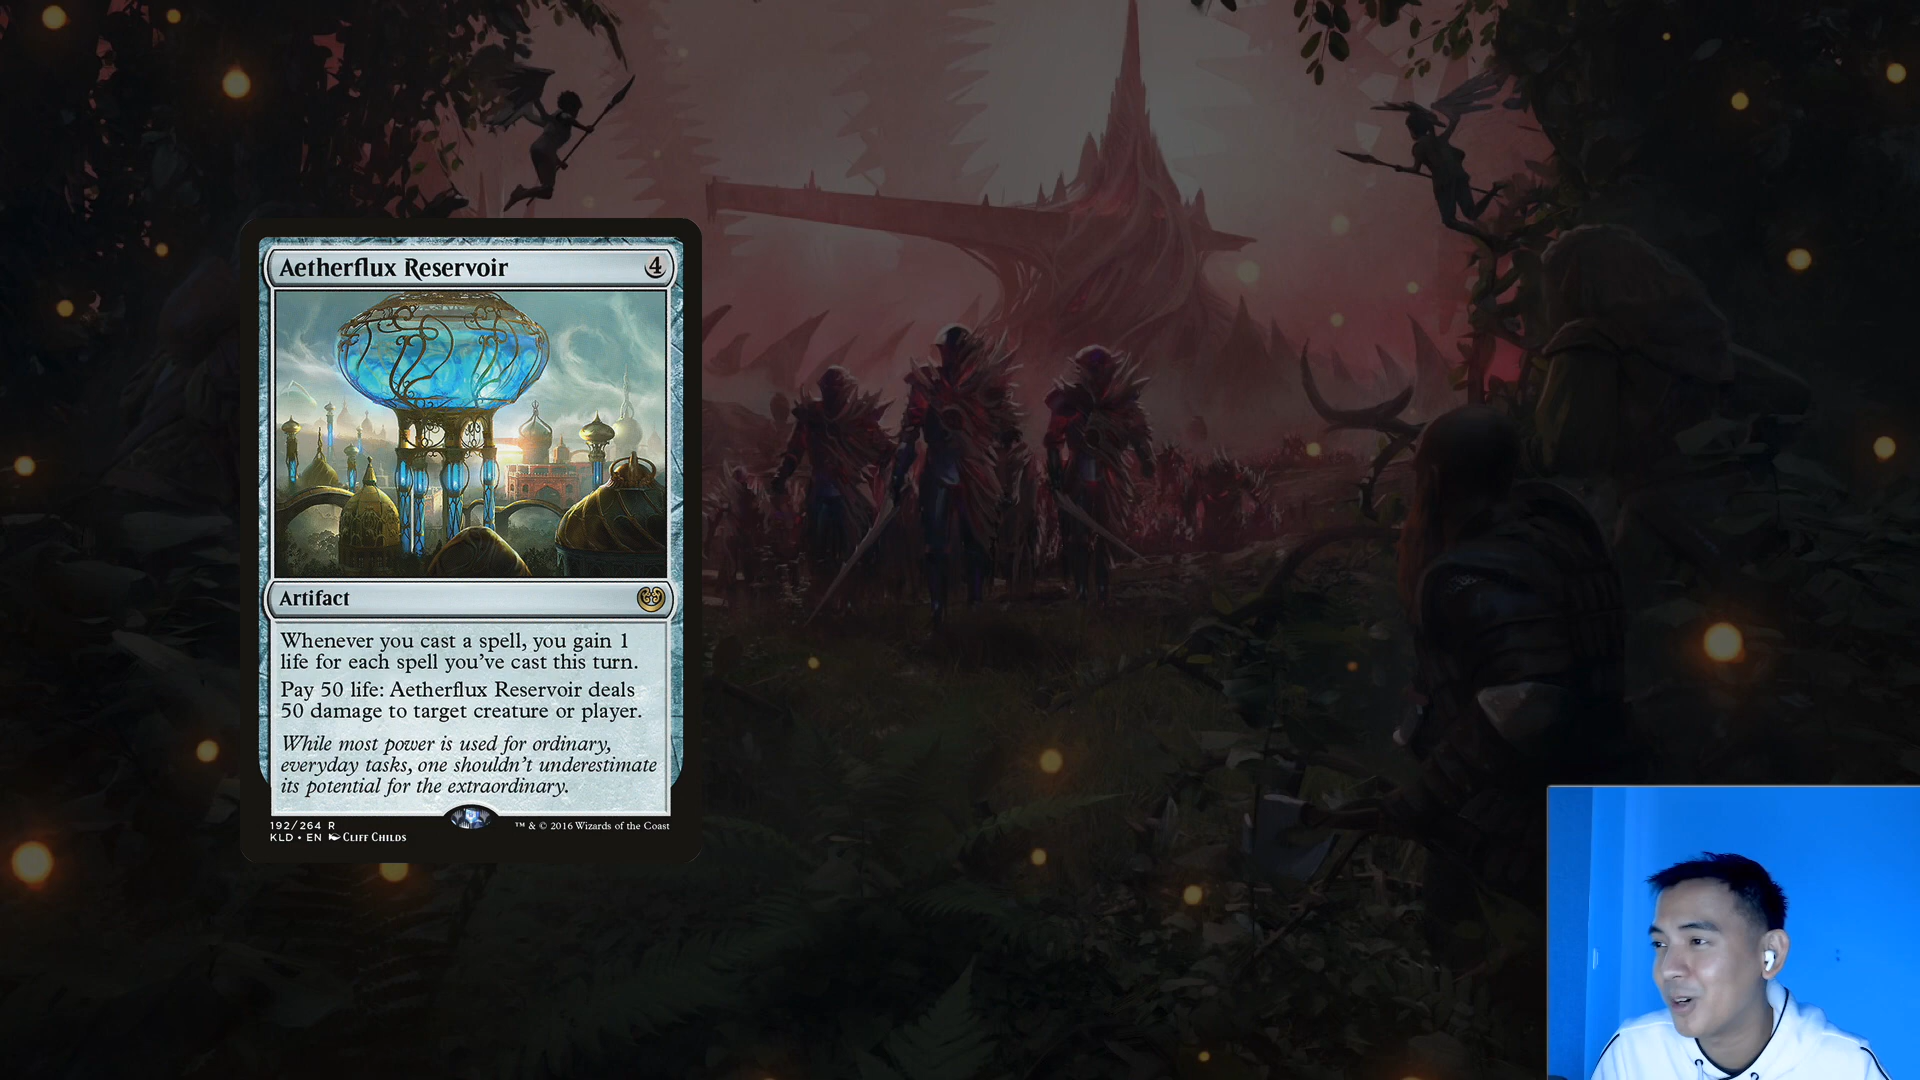 Aetherflux Reservoir 4
Artifact
Whenever you cast a spell, you gain 1
life for each spell you've cast this turn.
Pay 50 life: Aetherflux Reservoir deals
50 damage to target creature or player.
While most power is used for ordinary,
everyday tasks, one shouldn't underestimate
its potential for the extraordinary.
192/264 R
KLD • EN Cliff Childs
™ & © 2016 Wizards of the Coast